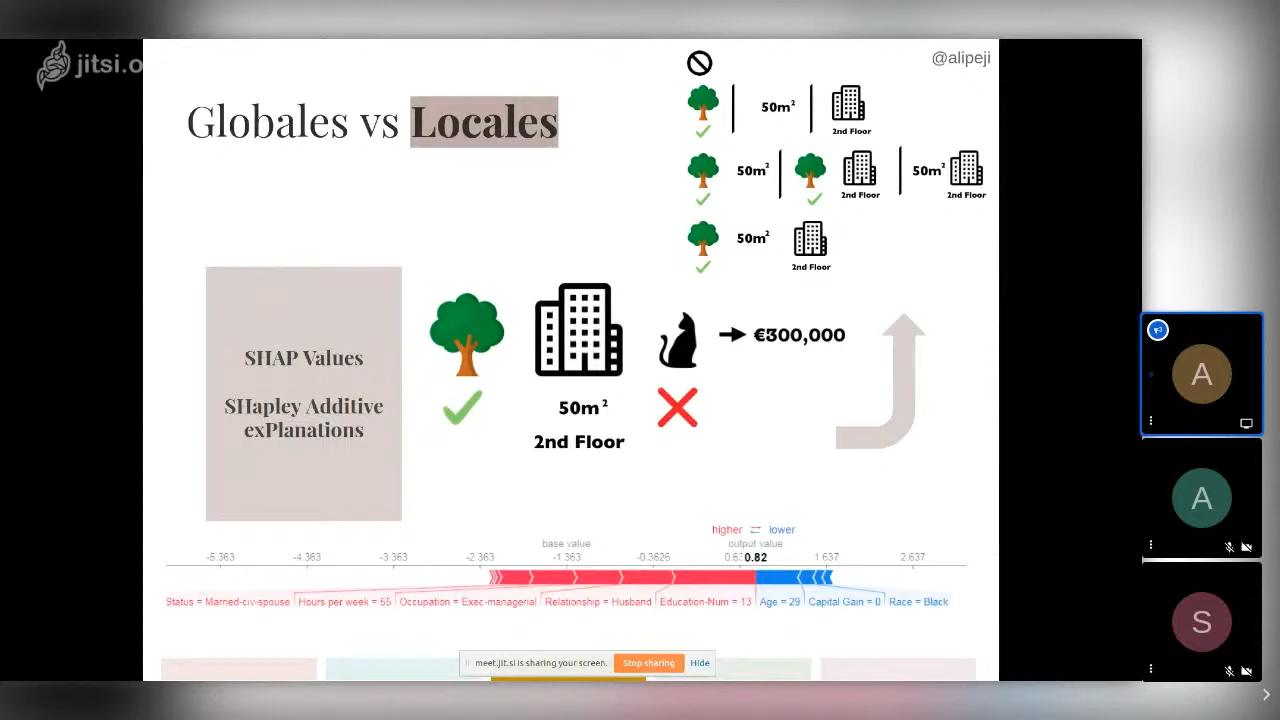 jitsi.o
@alipeji
Globales vs Locales
50m²
2nd Floor
50m²
2nd Floor
50m²
2nd Floor
50m²
2nd Floor
SHAP Values
SHapley Additive
exPlanations
€300,000
50m²
2nd Floor
higher lower
base value output value
-5.363 -4.363 -3.363 -2.363 -1.363 -0.3626 0.63 0.82 1.637 2.637
Status = Married-civ-spouse Hours per week = 55 Occupation = Exec-managerial Relationship = Husband Education-Num = 13 Age = 29 Capital Gain = 0 Race = Black
meet.jit.si is sharing your screen. Stop sharing Hide
A
A
S